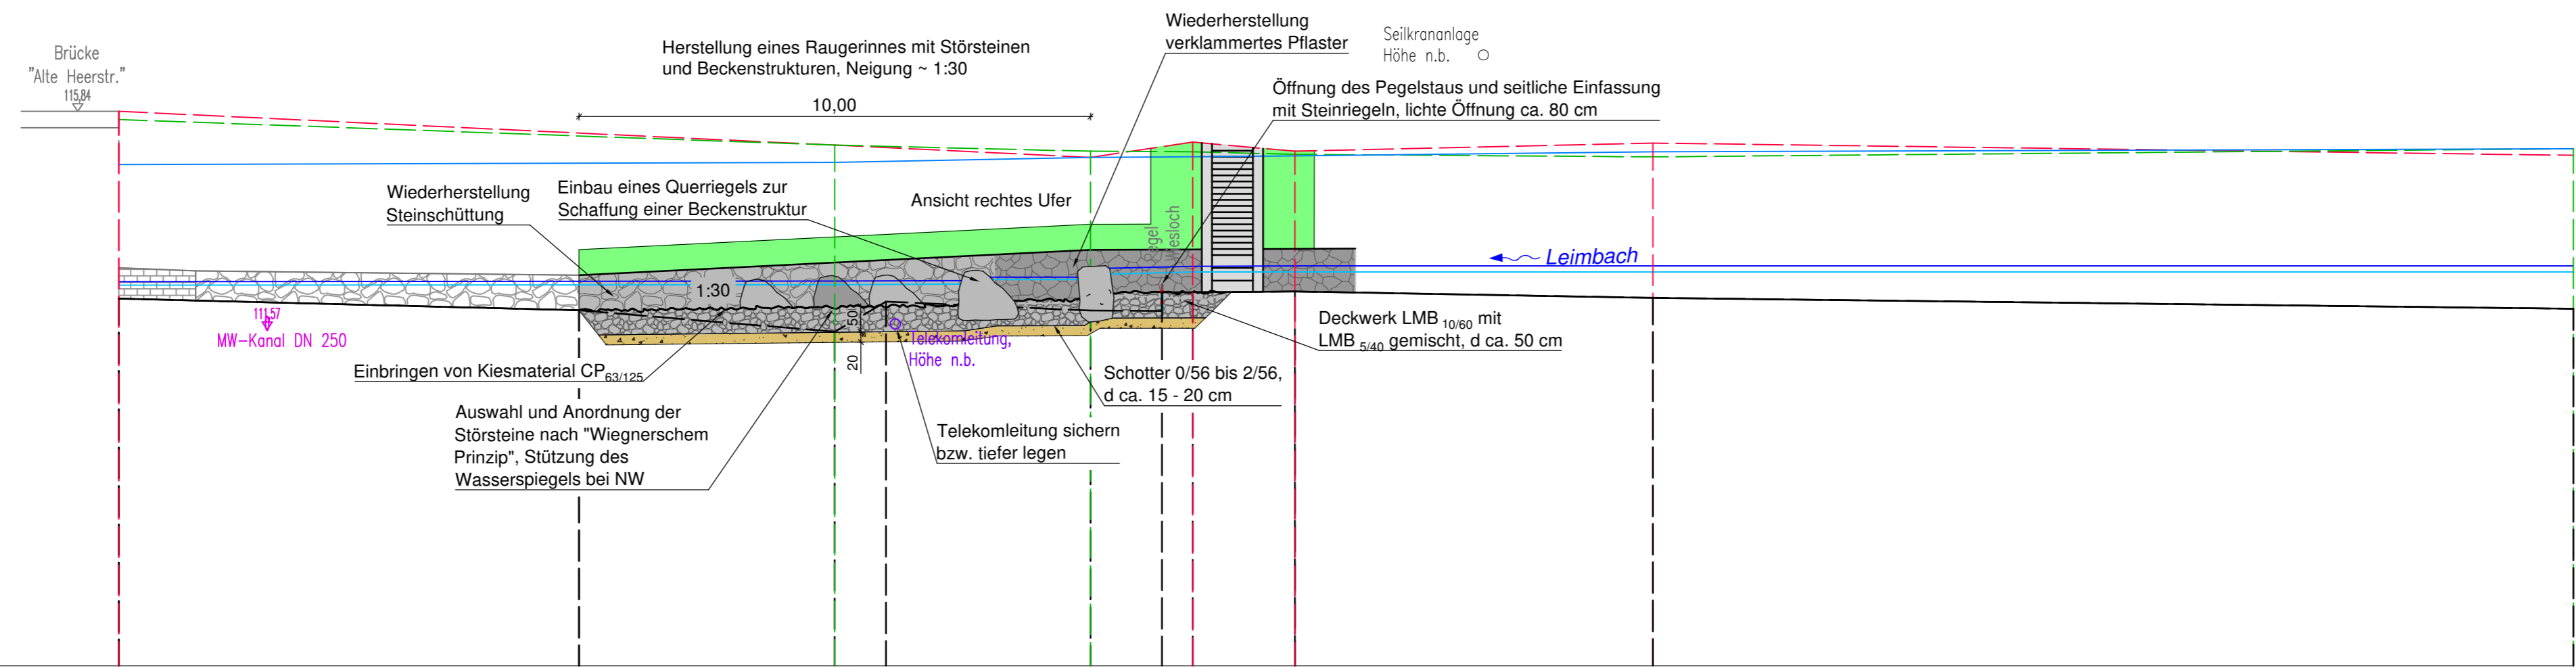 Brücke
"Alte Heerstr."
115,84
Herstellung eines Raugerinnes mit Störsteinen
und Beckenstrukturen, Neigung ~ 1:30
10,00
Wiederherstellung
verklammertes Pflaster
Seilkrananlage
Höhe n.b.
Öffnung des Pegelstaus und seitliche Einfassung
mit Steinriegeln, lichte Öffnung ca. 80 cm
Wiederherstellung
Steinschüttung
Einbau eines Querriegels zur
Schaffung einer Beckenstruktur
Ansicht rechtes Ufer
Pegel
Wiesloch
Leimbach
1:30
111,57
MW-Kanal DN 250
50
20
Telekomleitung,
Höhe n.b.
Deckwerk LMB 10/60 mit
LMB 5/40 gemischt, d ca. 50 cm
Einbringen von Kiesmaterial CP63/125
Schotter 0/56 bis 2/56,
d ca. 15 - 20 cm
Auswahl und Anordnung der
Störsteine nach "Wiegnerschem
Prinzip", Stützung des
Wasserspiegels bei NW
Telekomleitung sichern
bzw. tiefer legen